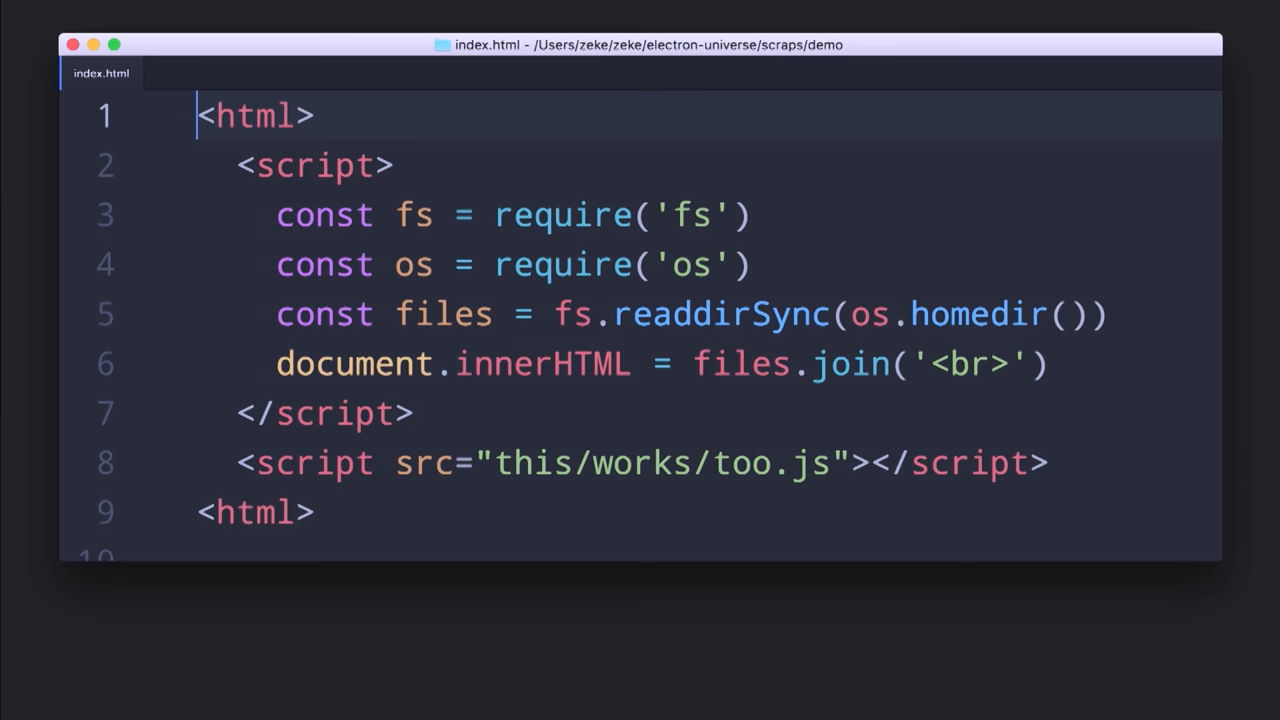 index.html - /Users/zeke/zeke/electron-universe/scraps/demo
index.html
1 <html>
2 <script>
3 const fs = require('fs')
4 const os = require('os')
5 const files = fs.readdirSync(os.homedir())
6 document.innerHTML = files.join('<br>')
7 </script>
8 <script src="this/works/too.js"></script>
9 <html>
10